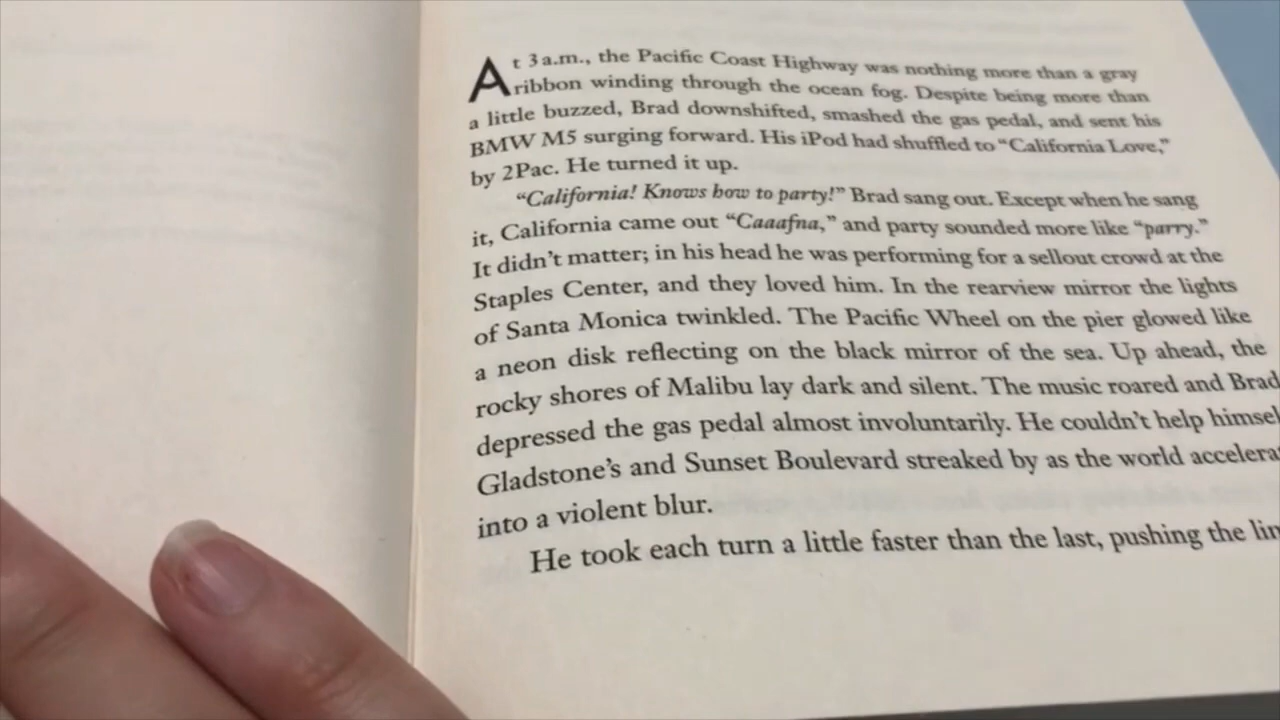 At 3 a.m., the Pacific Coast Highway was nothing more than a gray
ribbon winding through the ocean fog. Despite being more than
a little buzzed, Brad downshifted, smashed the gas pedal, and sent his
BMW M5 surging forward. His iPod had shuffled to “California Love,”
by 2Pac. He turned it up.
“California! Knows how to party!” Brad sang out. Except when he sang
it, California came out “Caaafna,” and party sounded more like “parry.”
It didn’t matter; in his head he was performing for a sellout crowd at the
Staples Center, and they loved him. In the rearview mirror the lights
of Santa Monica twinkled. The Pacific Wheel on the pier glowed like
a neon disk reflecting on the black mirror of the sea. Up ahead, the
rocky shores of Malibu lay dark and silent. The music roared and Brad
depressed the gas pedal almost involuntarily. He couldn’t help
Gladstone’s and Sunset Boulevard streaked by as the world
into a violent blur.
He took each turn a little faster than the last, pushing the